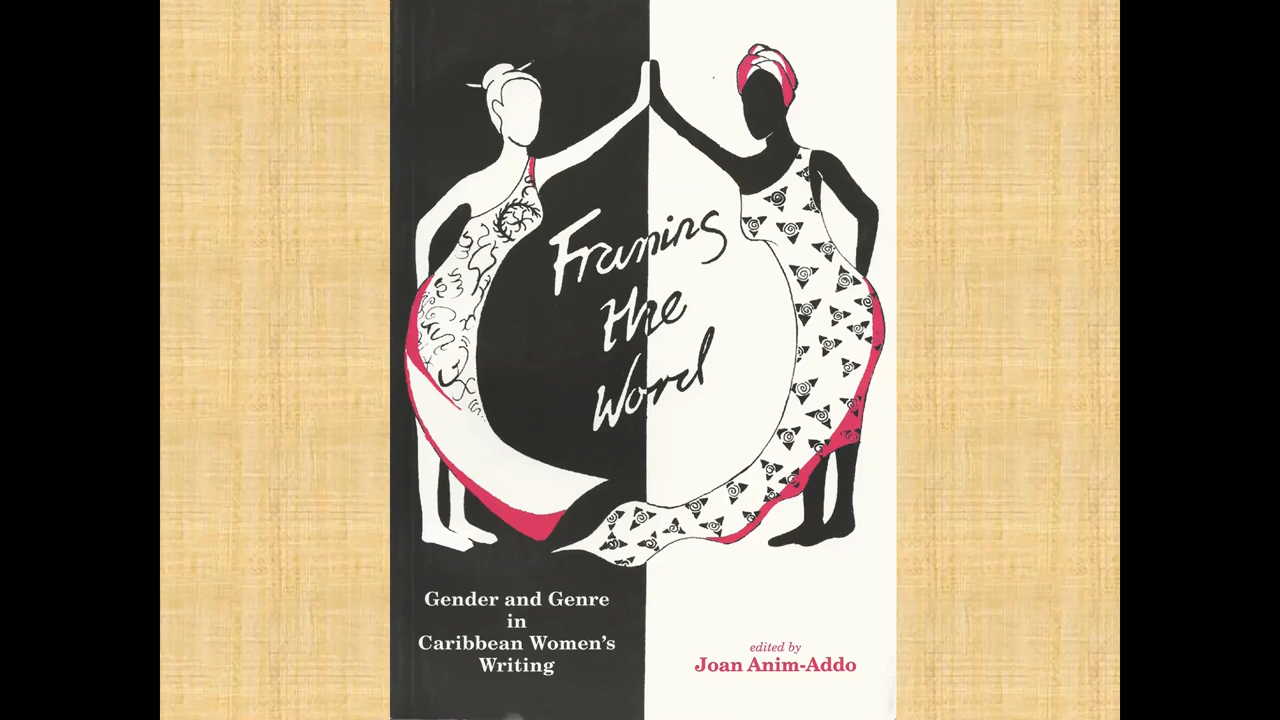 Framing
the
Word
Gender and Genre
in
Caribbean Women's
Writing
edited by
Joan Anim-Addo